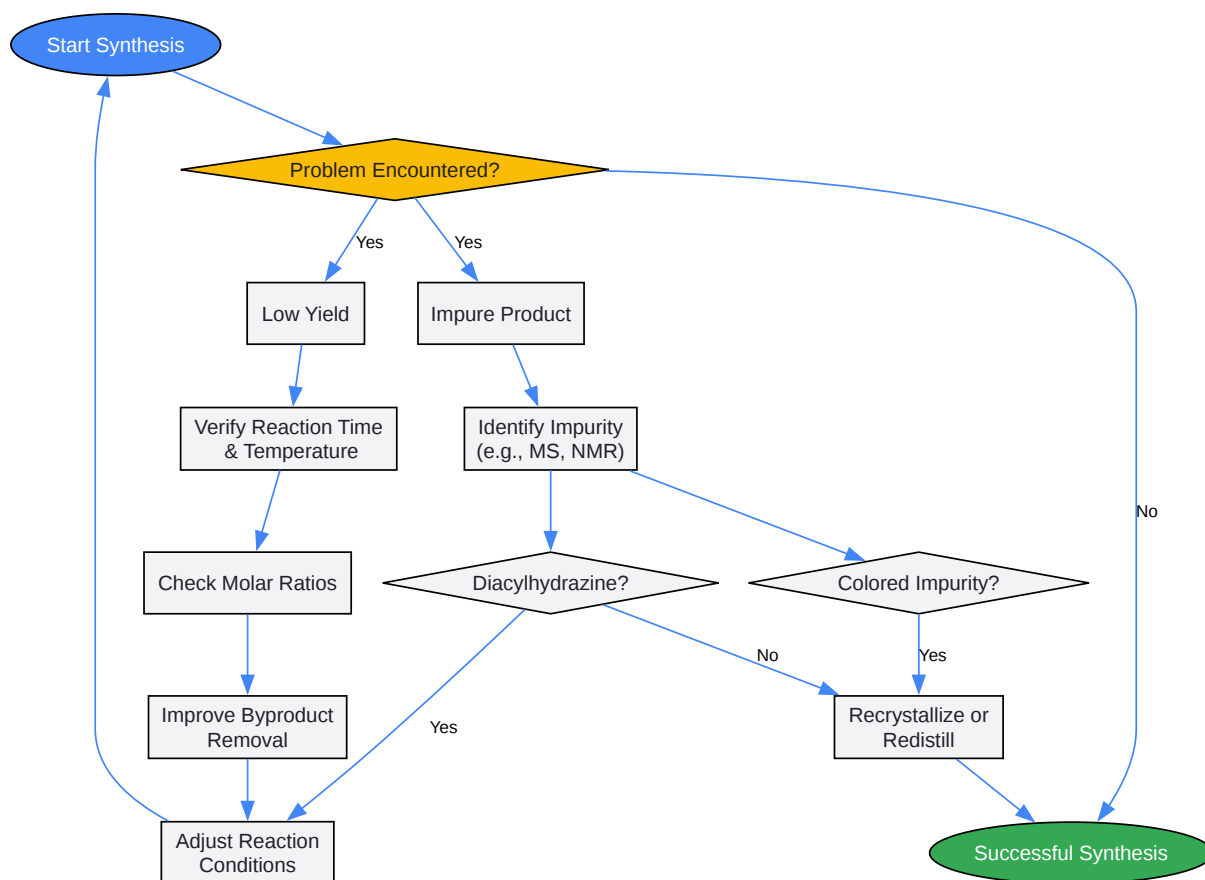 Start Synthesis
Problem Encountered?
Yes
Yes
Low Yield
Impure Product
Verify Reaction Time
& Temperature
Identify Impurity
(e.g., MS, NMR)
No
Check Molar Ratios
Diacylhydrazine?
Colored Impurity?
No
Yes
Improve Byproduct
Removal
Yes
Recrystallize or
Redistill
Adjust Reaction
Conditions
Successful Synthesis